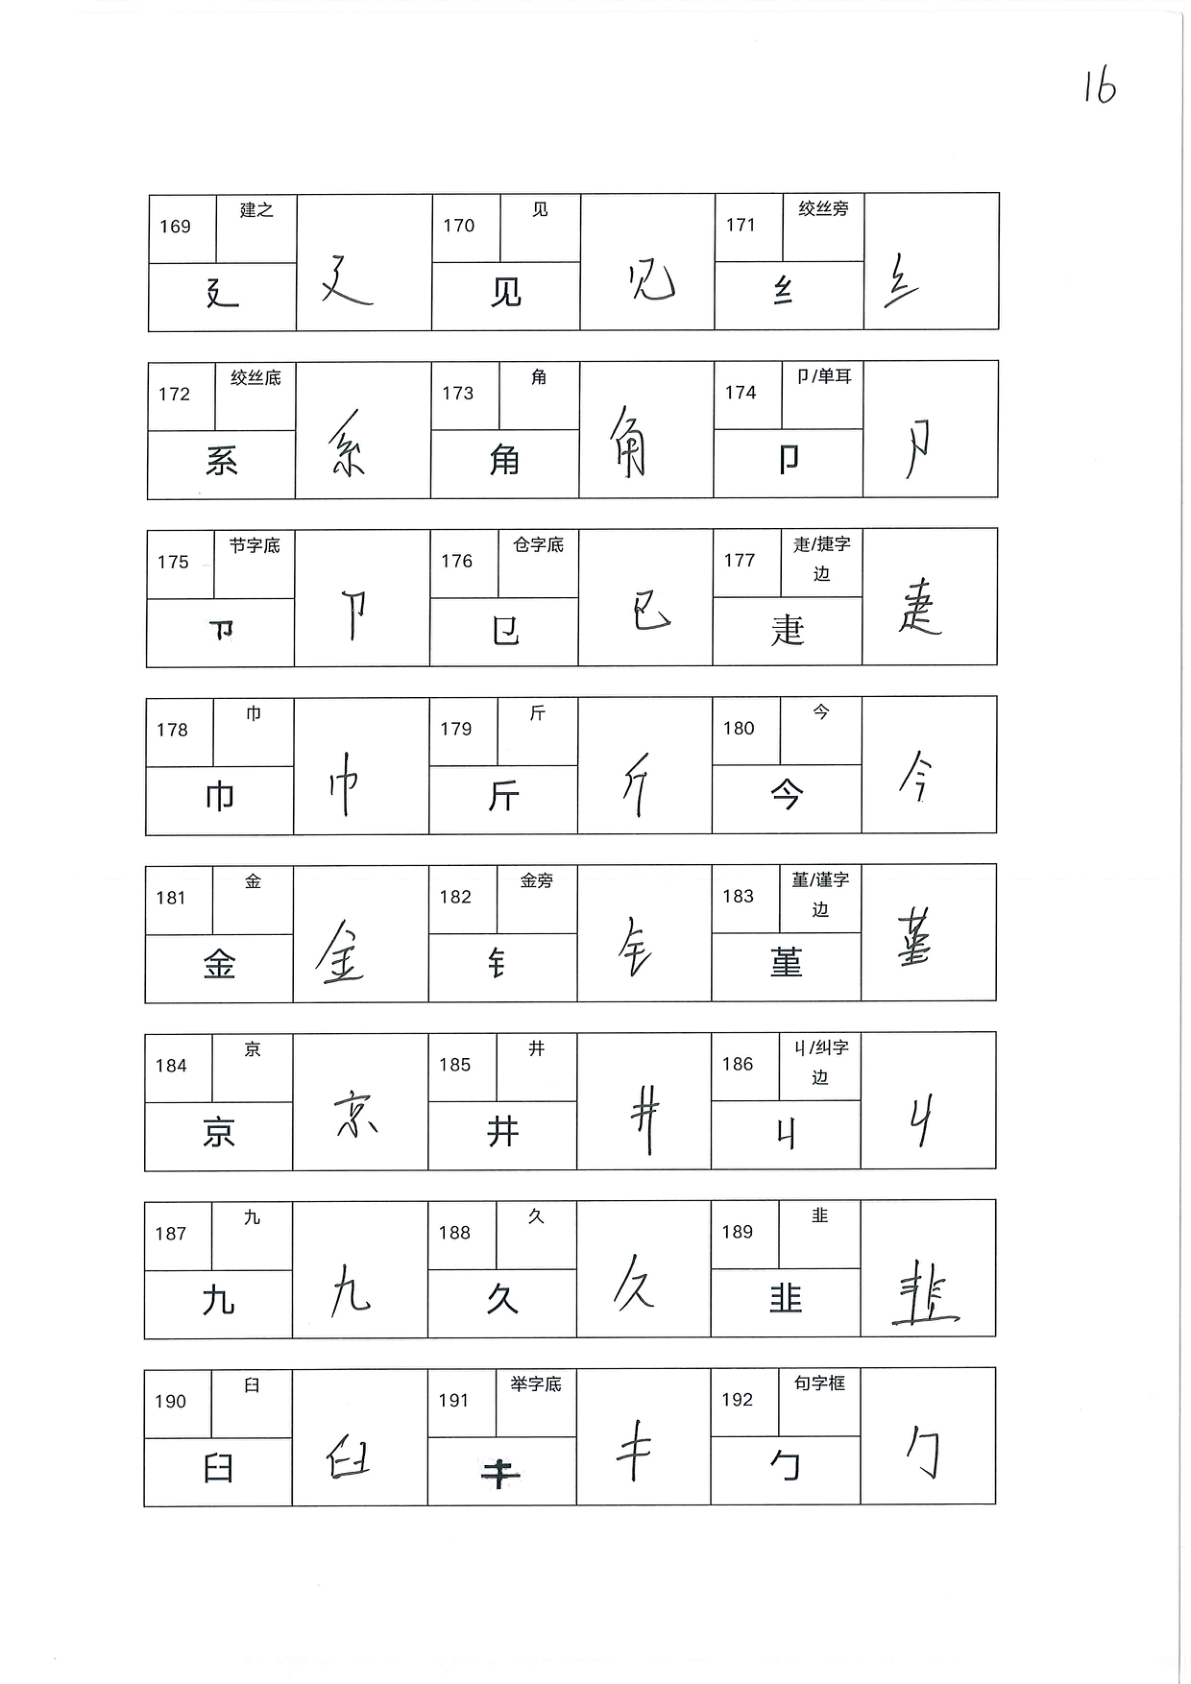 16
169 建之 廴 廴 170 见 见 见 171 绞丝旁 纟 纟
172 绞丝底 系 系 173 角 角 角 174 卩/单耳 卩 卩
175 节字底 𠃌丨 176 仓字底 㔾 㔾 177 疌/捷字边 疌 疌
178 巾 巾 巾 179 斤 斤 斤 180 今 今 今
181 金 金 金 182 金旁 钅 钅 183 堇/谨字边 堇 堇
184 京 京 京 185 井 井 井 186 丩/纠字边 丩 丩
187 九 九 九 188 久 久 久 189 韭 韭 韭
190 臼 臼 臼 191 举字底 192 句字框 勹 勹